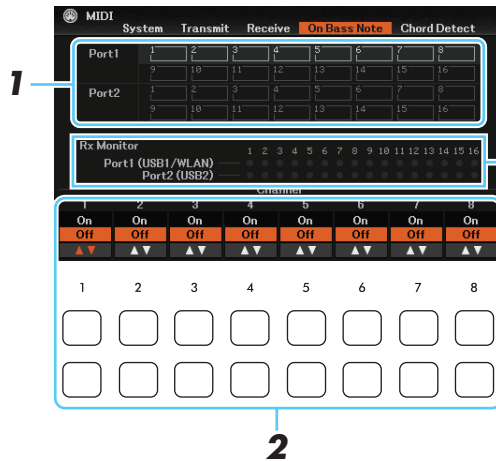 MIDI
System Transmit Receive On Bass Note Chord Detect
Port1 1 2 3 4 5 6 7 8
9 10 11 12 13 14 15 16
Port2 1 2 3 4 5 6 7 8
9 10 11 12 13 14 15 16
1
Rx Monitor 1 2 3 4 5 6 7 8 9 10 11 12 13 14 15 16
Port1 (USB1/WLAN)
Port2 (USB2)
Channel
1 2 3 4 5 6 7 8
On On On On On On On On
Off Off Off Off Off Off Off Off
▲▼ ▲▼ ▲▼ ▲▼ ▲▼ ▲▼ ▲▼ ▲▼
1 2 3 4 5 6 7 8
2